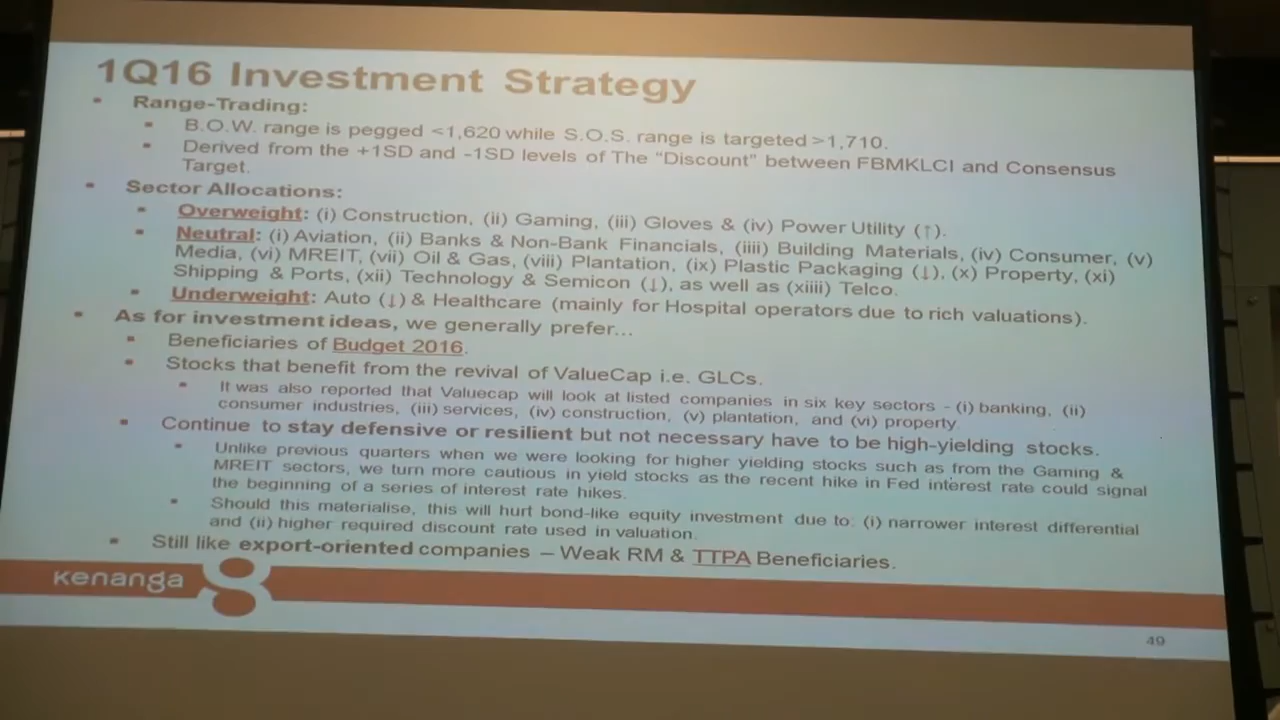 1Q16 Investment Strategy
Range-Trading:
B.O.W. range is pegged <1,620 while S.O.S. range is targeted >1,710.
Derived from the +1SD and -1SD levels of The “Discount” between FBMKLCI and Consensus
Target.
Sector Allocations:
Overweight: (i) Construction, (ii) Gaming, (iii) Gloves & (iv) Power Utility (↑).
Neutral: (i) Aviation, (ii) Banks & Non-Bank Financials, (iiii) Building Materials, (iv) Consumer, (v)
Media, (vi) MREIT, (vii) Oil & Gas, (viii) Plantation, (ix) Plastic Packaging (↓), (x) Property, (xi)
Shipping & Ports, (xii) Technology & Semicon (↓), as well as (xiiii) Telco.
Underweight: Auto (↓) & Healthcare (mainly for Hospital operators due to rich valuations).
As for investment ideas, we generally prefer...
Beneficiaries of Budget 2016.
Stocks that benefit from the revival of ValueCap i.e. GLCs.
It was also reported that Valuecap will look at listed companies in six key sectors - (i) banking, (ii)
consumer industries, (iii) services, (iv) construction, (v) plantation, and (vi) property
Continue to stay defensive or resilient but not necessary have to be high-yielding stocks.
Unlike previous quarters when we were looking for higher yielding stocks such as from the Gaming &
MREIT sectors, we turn more cautious in yield stocks as the recent hike in Fed interest rate could signal
the beginning of a series of interest rate hikes.
Should this materialise, this will hurt bond-like equity investment due to: (i) narrower interest differential
and (ii) higher required discount rate used in valuation.
Still like export-oriented companies – Weak RM & TTPA Beneficiaries.
kenanga
49